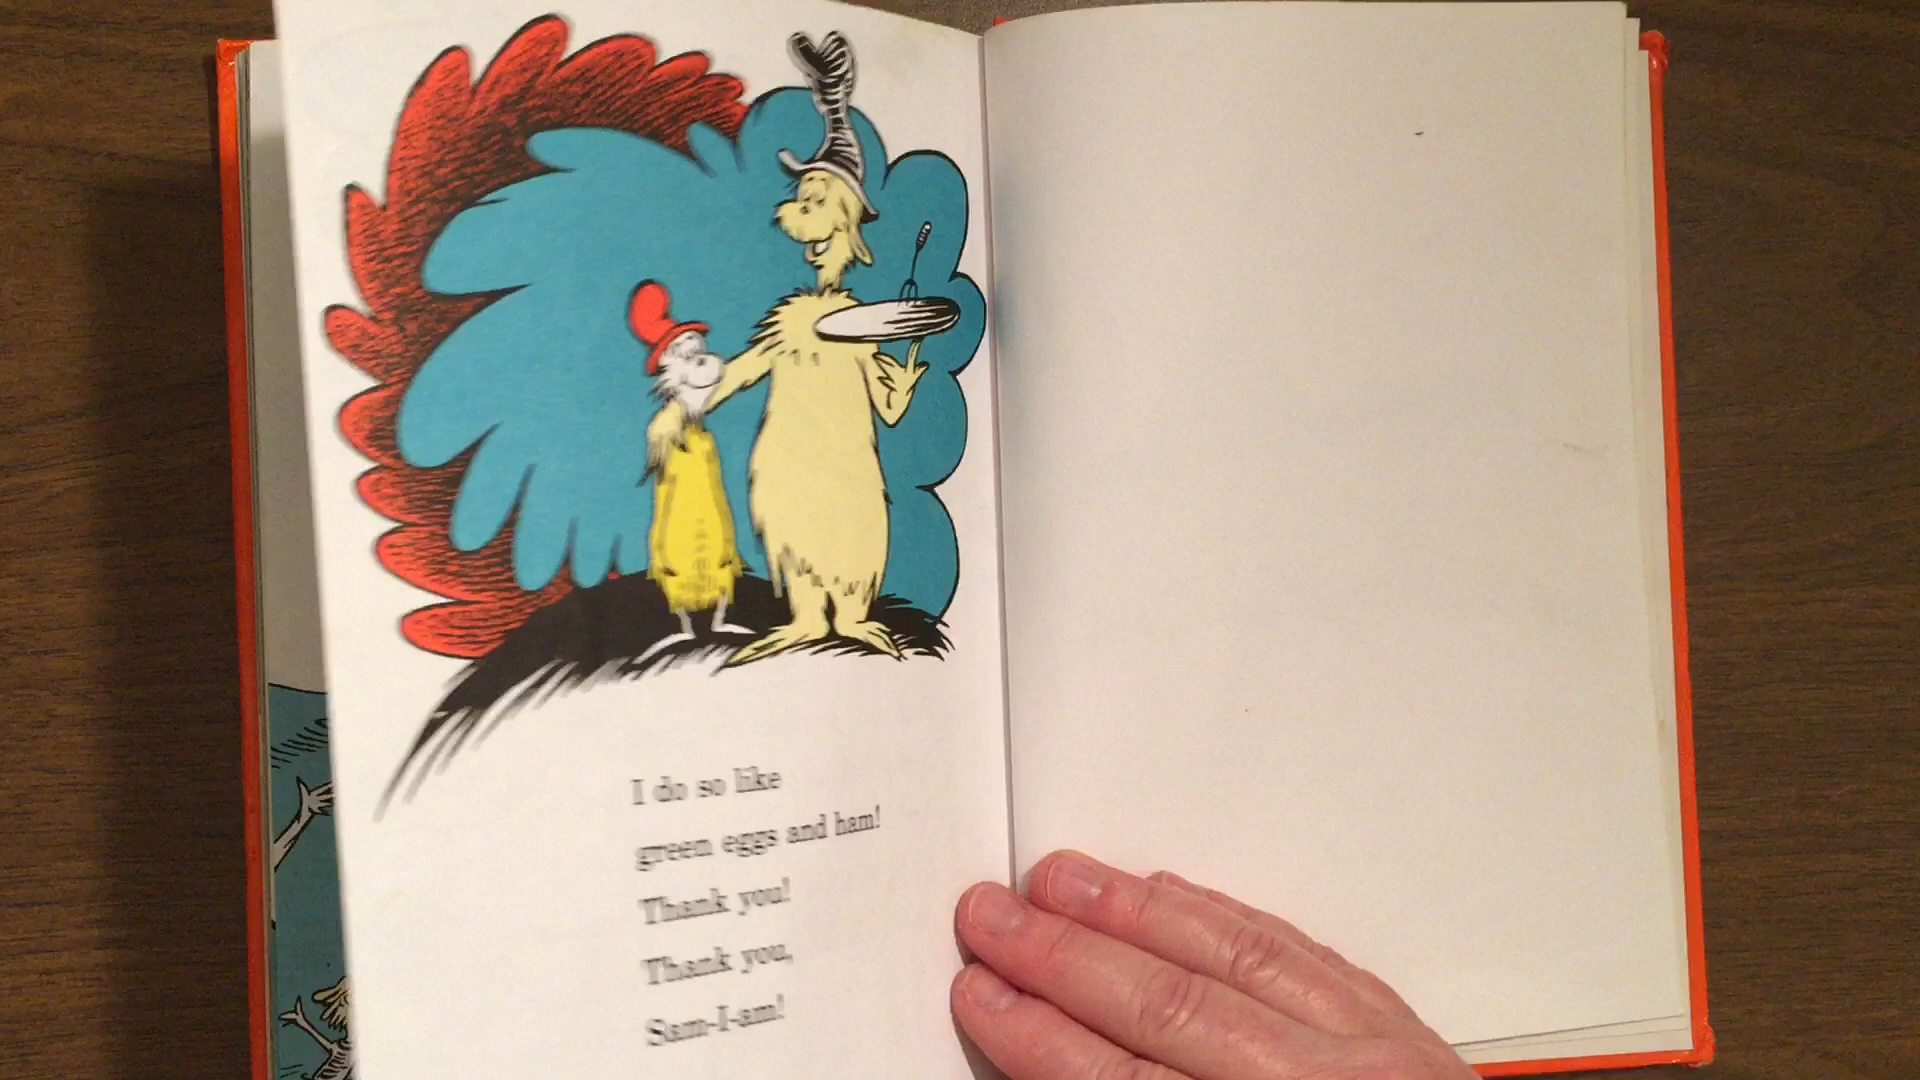 I do so like
green eggs and ham!
Thank you!
Thank you,
Sam-I-am!